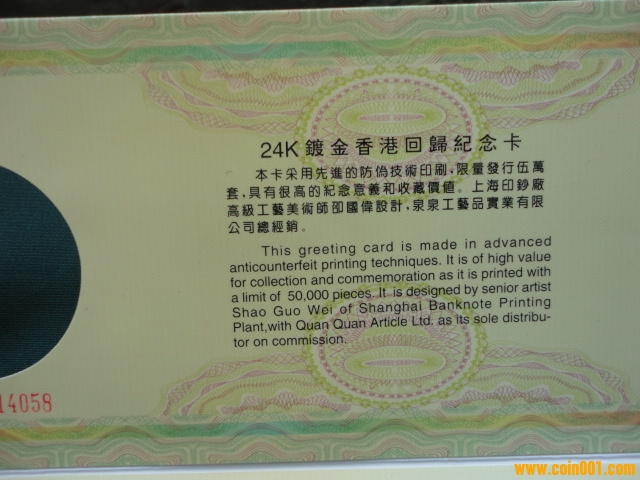 24K 鍍金香港回歸紀念卡
本卡采用先進的防偽技術印刷,限量發行伍萬
套,具有很高的紀念意義和收藏價值。上海印鈔廠
高級工藝美術師卲國偉設計,泉泉工藝品實業有限
公司總經銷。
This greeting card is made in advanced
anticounterfeit printing techniques. It is of high value
for collection and commemoration as it is printed with
a limit of 50,000 pieces. It is designed by senior artist
Shao Guo Wei of Shanghai Banknote Printing
Plant,with Quan Quan Article Ltd. as its sole distribu-
tor on commission.
14058
www.coin001.com